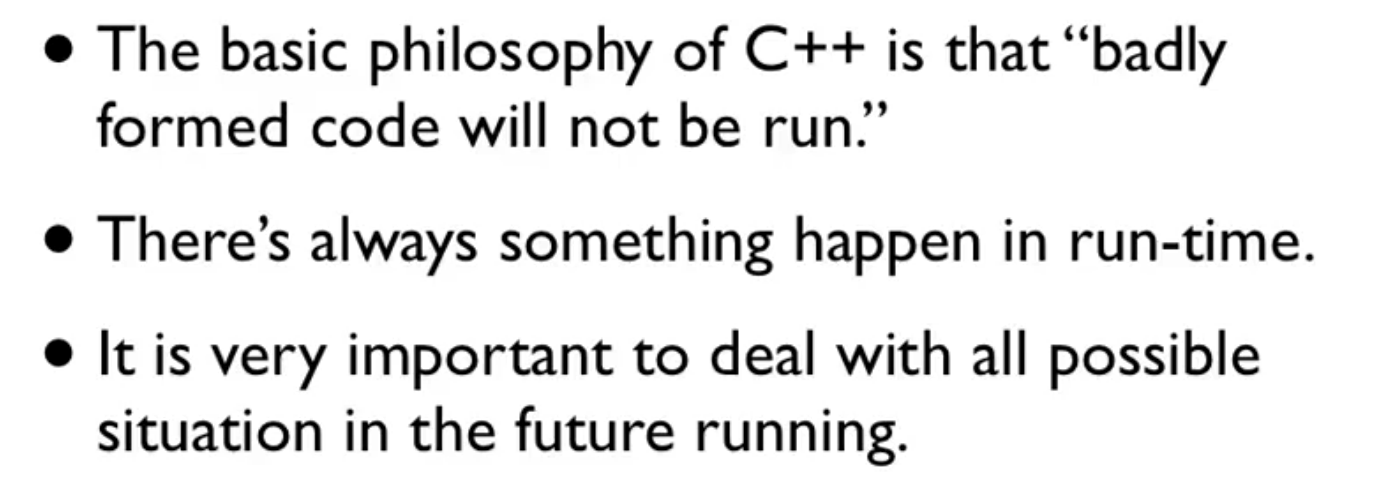 • The basic philosophy of C++ is that “badly
formed code will not be run.”
• There’s always something happen in run-time.
• It is very important to deal with all possible
situation in the future running.